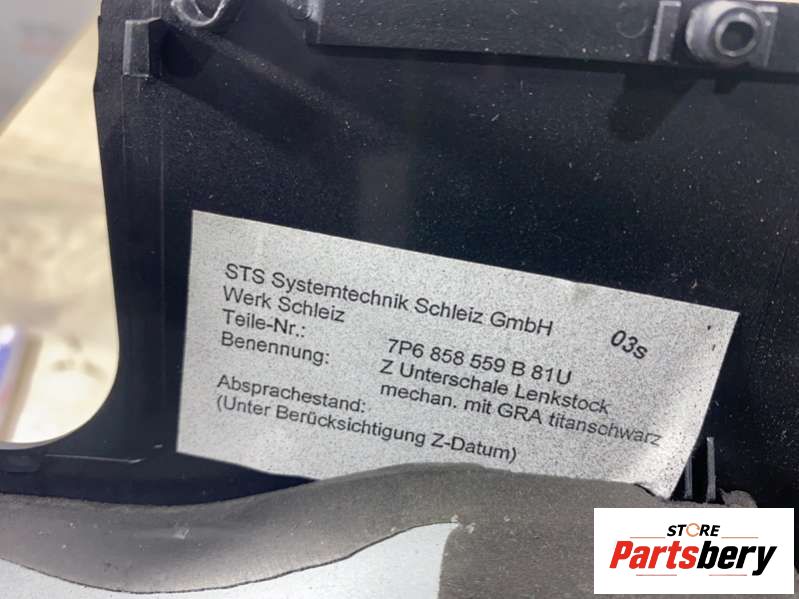 STS Systemtechnik Schleiz GmbH 03s
Werk Schleiz
Teile-Nr.: 7P6 858 559 B 81U
Benennung: Z Unterschale Lenkstock
mechan. mit GRA titanschwarz
Absprachestand:
(Unter Berücksichtigung Z-Datum)
STORE
Partsbery